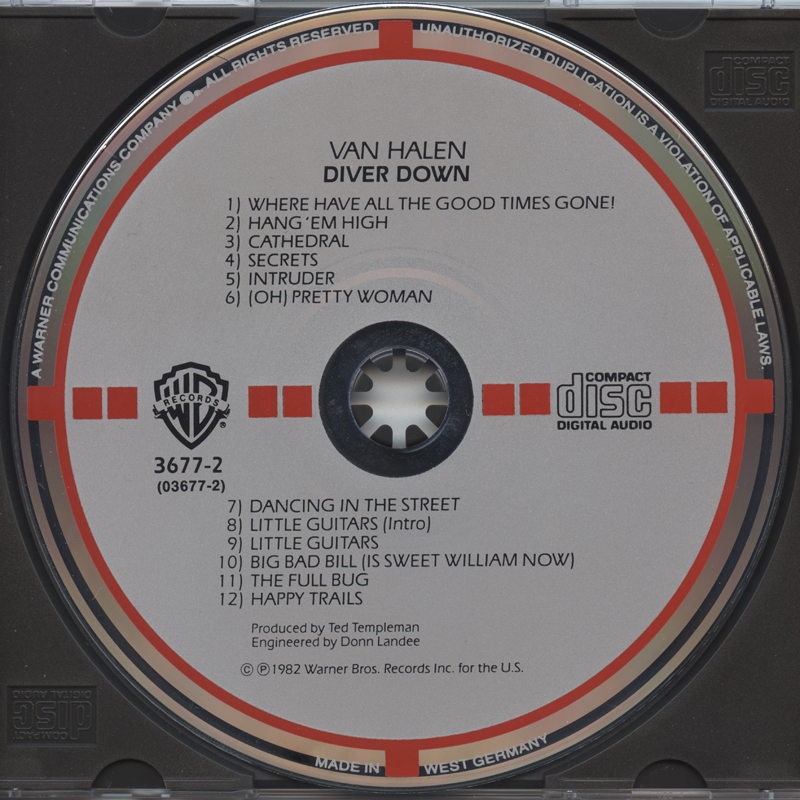 A WARNER COMMUNICATIONS COMPANY ℗. ALL RIGHTS RESERVED
UNAUTHORIZED DUPLICATION IS A VIOLATION OF APPLICABLE LAWS.
COMPACT
disc
DIGITAL AUDIO
VAN HALEN
DIVER DOWN
1) WHERE HAVE ALL THE GOOD TIMES GONE!
2) HANG 'EM HIGH
3) CATHEDRAL
4) SECRETS
5) INTRUDER
6) (OH) PRETTY WOMAN
WB
RECORDS
®
COMPACT
disc
DIGITAL AUDIO
3677-2
(03677-2)
7) DANCING IN THE STREET
8) LITTLE GUITARS (Intro)
9) LITTLE GUITARS
10) BIG BAD BILL (IS SWEET WILLIAM NOW)
11) THE FULL BUG
12) HAPPY TRAILS
Produced by Ted Templeman
Engineered by Donn Landee
© ℗ 1982 Warner Bros. Records Inc. for the U.S.
MADE IN WEST GERMANY
COMPACT
disc
DIGITAL AUDIO